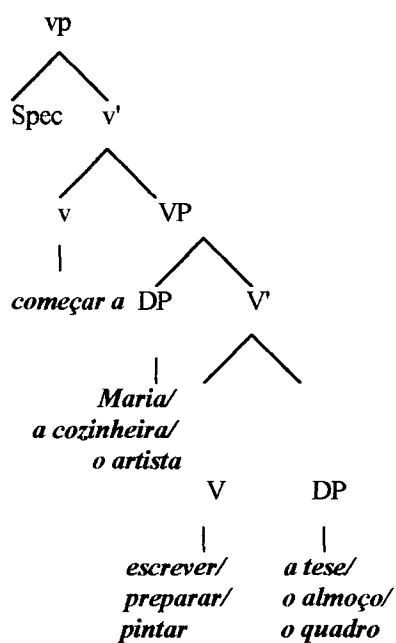 vp
Spec v'
v VP
começar a DP V'
Maria/
a cozinheira/
o artista
V DP
escrever/ a tese/
preparar/ o almoço/
pintar o quadro